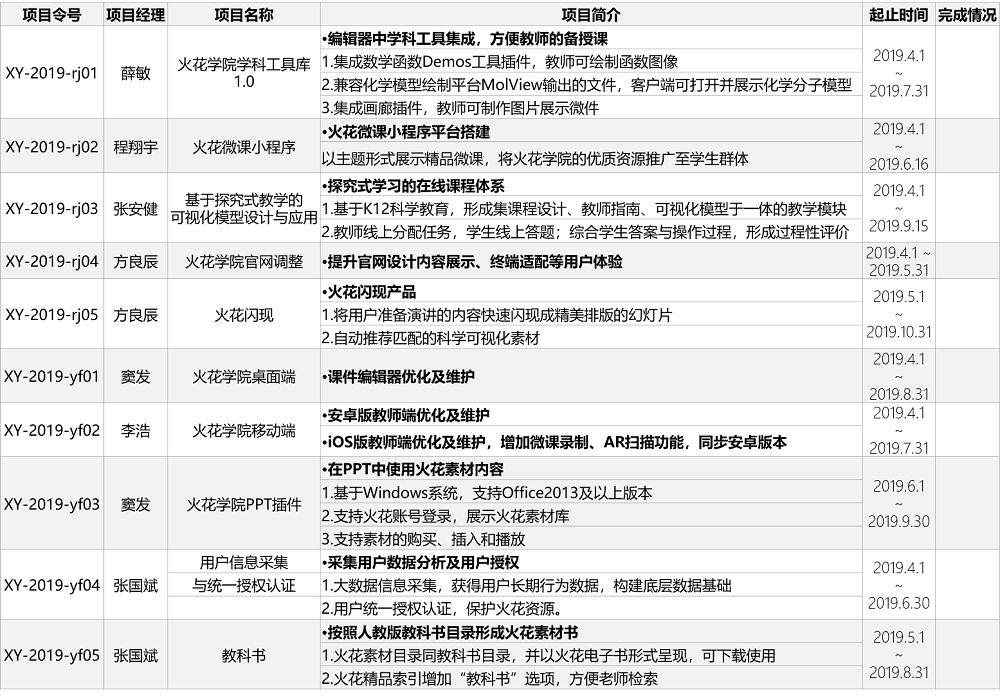 项目令号 项目经理 项目名称 项目简介 起止时间 完成情况
XY-2019-rj01 薛敏 火花学院学科工具库
1.0
•编辑器中学科工具集成，方便教师的备授课
1.集成数学函数Demos工具插件，教师可绘制函数图像
2.兼容化学模型绘制平台MolView输出的文件，客户端可打开并展示化学分子模型
3.集成画廊插件，教师可制作图片展示微件
2019.4.1
~
2019.7.31
XY-2019-rj02 程翔宇 火花微课小程序
•火花微课小程序平台搭建
以主题形式展示精品微课，将火花学院的优质资源推广至学生群体
2019.4.1
~
2019.6.16
XY-2019-rj03 张安健 基于探究式教学的
可视化模型设计与应用
•探究式学习的在线课程体系
1.基于K12科学教育，形成集课程设计、教师指南、可视化模型于一体的教学模块
2.教师线上分配任务，学生线上答题；综合学生答案与操作过程，形成过程性评价
2019.4.1
~
2019.9.15
XY-2019-rj04 方良辰 火花学院官网调整
•提升官网设计内容展示、终端适配等用户体验
2019.4.1 ~
2019.5.31
XY-2019-rj05 方良辰 火花闪现
•火花闪现产品
1.将用户准备演讲的内容快速闪现成精美排版的幻灯片
2.自动推荐匹配的科学可视化素材
2019.5.1
~
2019.10.31
XY-2019-yf01 窦发 火花学院桌面端
•课件编辑器优化及维护
2019.4.1
~
2019.8.31
XY-2019-yf02 李浩 火花学院移动端
•安卓版教师端优化及维护
•iOS版教师端优化及维护，增加微课录制、AR扫描功能，同步安卓版本
2019.4.1
~
2019.7.31
XY-2019-yf03 窦发 火花学院PPT插件
•在PPT中使用火花素材内容
1.基于Windows系统，支持Office2013及以上版本
2.支持火花账号登录，展示火花素材库
3.支持素材的购买、插入和播放
2019.6.1
~
2019.9.30
XY-2019-yf04 张国斌 用户信息采集
与统一授权认证
•采集用户数据分析及用户授权
1.大数据信息采集，获得用户长期行为数据，构建底层数据基础
2.用户统一授权认证，保护火花资源。
2019.4.1
~
2019.6.30
XY-2019-yf05 张国斌 教科书
•按照人教版教科书目录形成火花素材书
1.火花素材目录同教科书目录，并以火花电子书形式呈现，可下载使用
2.火花精品索引增加“教科书”选项，方便老师检索
2019.5.1
~
2019.8.31